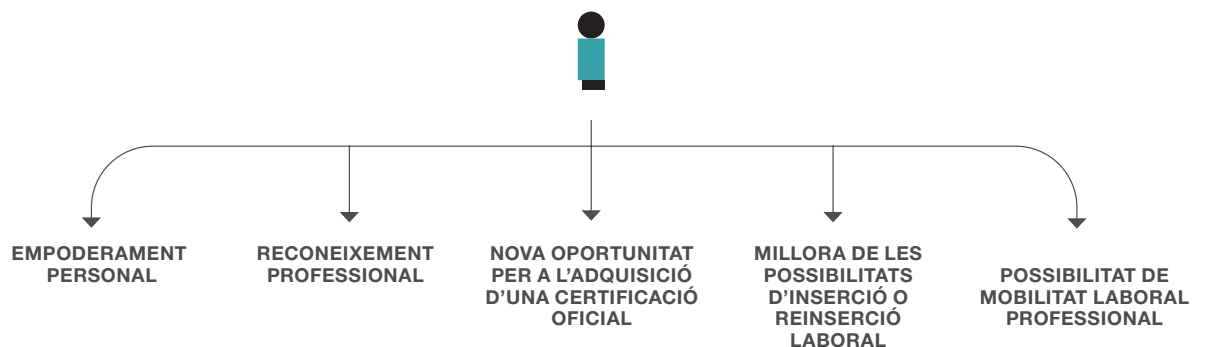 EMPODERAMENT
PERSONAL
RECONEIXEMENT
PROFESSIONAL
NOVA OPORTUNITAT
PER A L’ADQUISICIÓ
D’UNA CERTIFICACIÓ
OFICIAL
MILLORA DE LES
POSSIBILITATS
D’INSERCIÓ O
REINSERCIÓ
LABORAL
POSSIBILITAT DE
MOBILITAT LABORAL
PROFESSIONAL